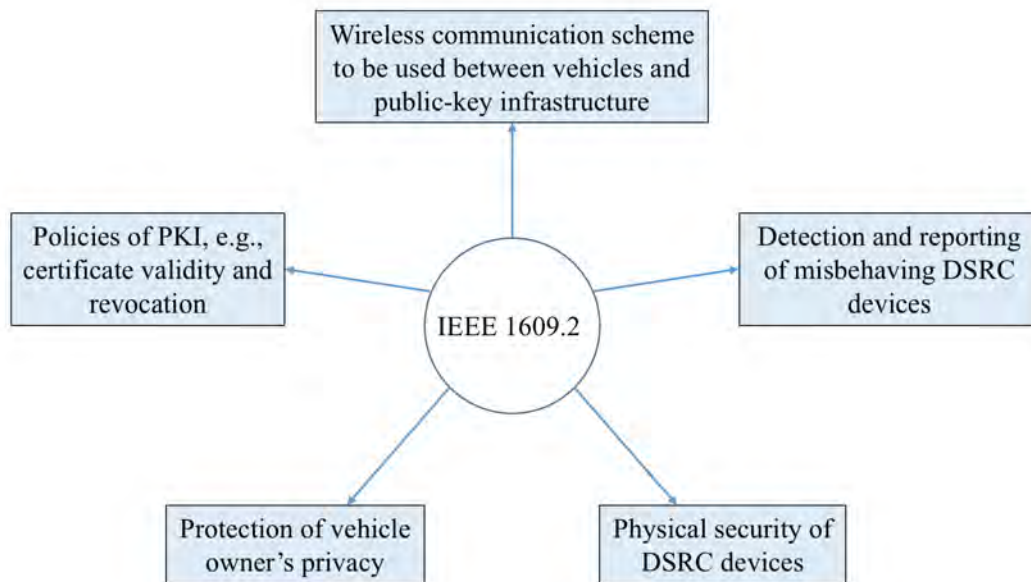 Wireless communication scheme
to be used between vehicles and
public-key infrastructure
Policies of PKI, e.g.,
certificate validity and
revocation
Detection and reporting
of misbehaving DSRC
devices
IEEE 1609.2
Protection of vehicle
owner’s privacy
Physical security of
DSRC devices